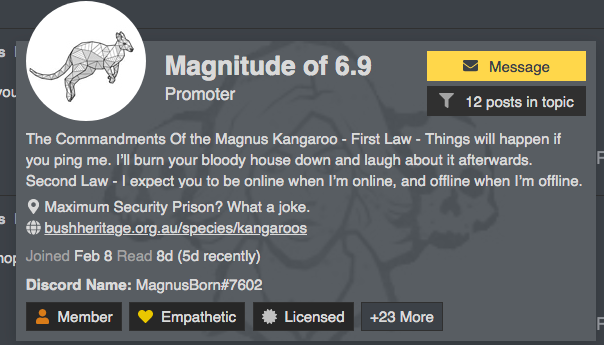 Magnitude of 6.9
Promoter
Message
12 posts in topic
The Commandments Of the Magnus Kangaroo - First Law - Things will happen if
you ping me. I’ll burn your bloody house down and laugh about it afterwards.
Second Law - I expect you to be online when I’m online, and offline when I’m offline.
Maximum Security Prison? What a joke.
bushheritage.org.au/species/kangaroos
Joined Feb 8 Read 8d (5d recently)
Discord Name: MagnusBorn#7602
Member
Empathetic
Licensed
+23 More